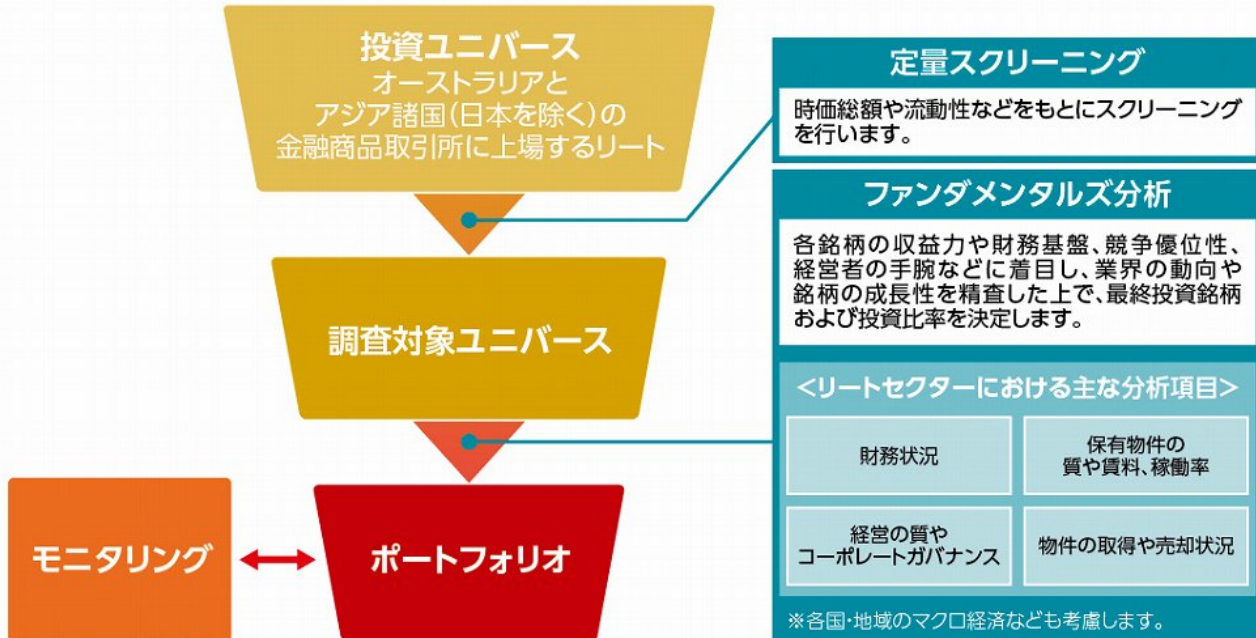 投資ユニバース
オーストラリアと
アジア諸国(日本を除く)の
金融商品取引所に上場するリート
調査対象ユニバース
モニタリング
ポートフォリオ
定量スクリーニング
時価総額や流動性などをもとにスクリーニング
を行います。
ファンダメンタルズ分析
各銘柄の収益力や財務基盤、競争優位性、
経営者の手腕などに着目し、業界の動向や
銘柄の成長性を精査した上で、最終投資銘柄
および投資比率を決定します。
<リートセクターにおける主な分析項目>
財務状況
保有物件の
質や賃料、稼働率
経営の質や
コーポレートガバナンス
物件の取得や売却状況
※各国・地域のマクロ経済なども考慮します。